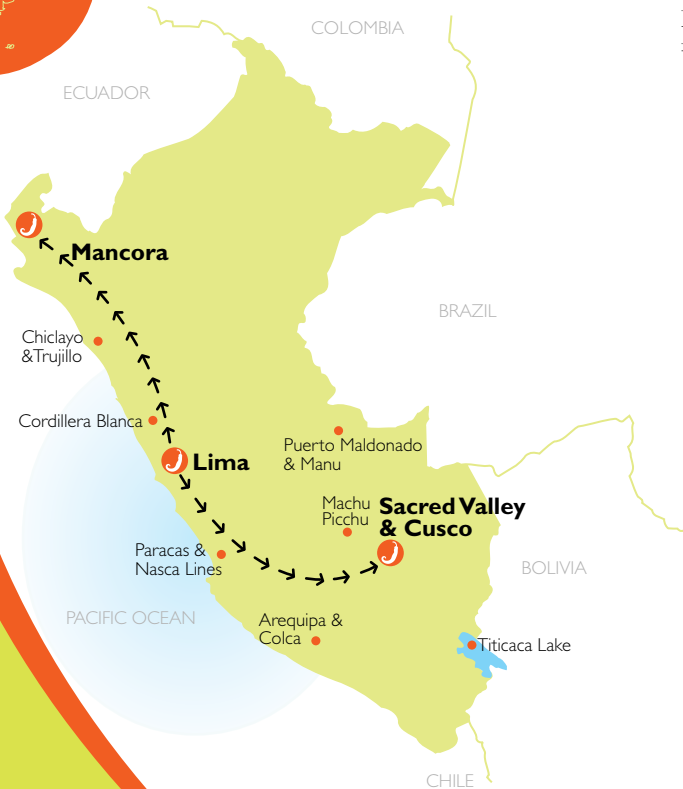 COLOMBIA
ECUADOR
Mancora
BRAZIL
Chiclayo
&Trujillo
Cordillera Blanca
Puerto Maldonado
& Manu
Lima
Machu
Picchu
Sacred Valley
& Cusco
Paracas &
Nasca Lines
BOLIVIA
PACIFIC OCEAN
Arequipa &
Colca
Titicaca Lake
CHILE